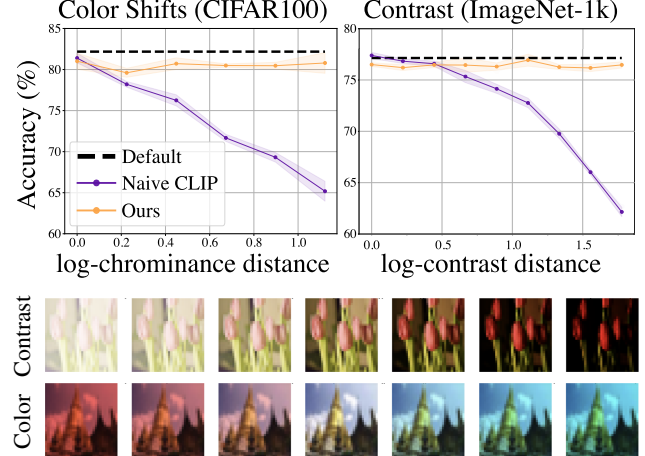 Color Shifts (CIFAR100)
Contrast (ImageNet-1k)
Accuracy (%)
85
80
75
70
65
60
Default
Naive CLIP
Ours
0.0 0.2 0.4 0.6 0.8 1.0
log-chrominance distance
80
75
70
65
60
0.0 0.5 1.0 1.5
log-contrast distance
Contrast
Color